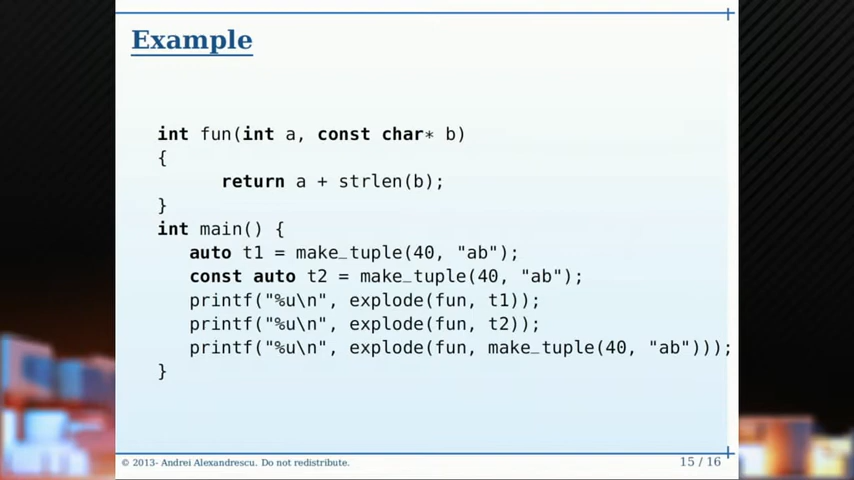 Example
int fun(int a, const char* b)
{
return a + strlen(b);
}
int main() {
auto t1 = make_tuple(40, "ab");
const auto t2 = make_tuple(40, "ab");
printf("%u\n", explode(fun, t1));
printf("%u\n", explode(fun, t2));
printf("%u\n", explode(fun, make_tuple(40, "ab")));
}
© 2013- Andrei Alexandrescu. Do not redistribute.
15 / 16